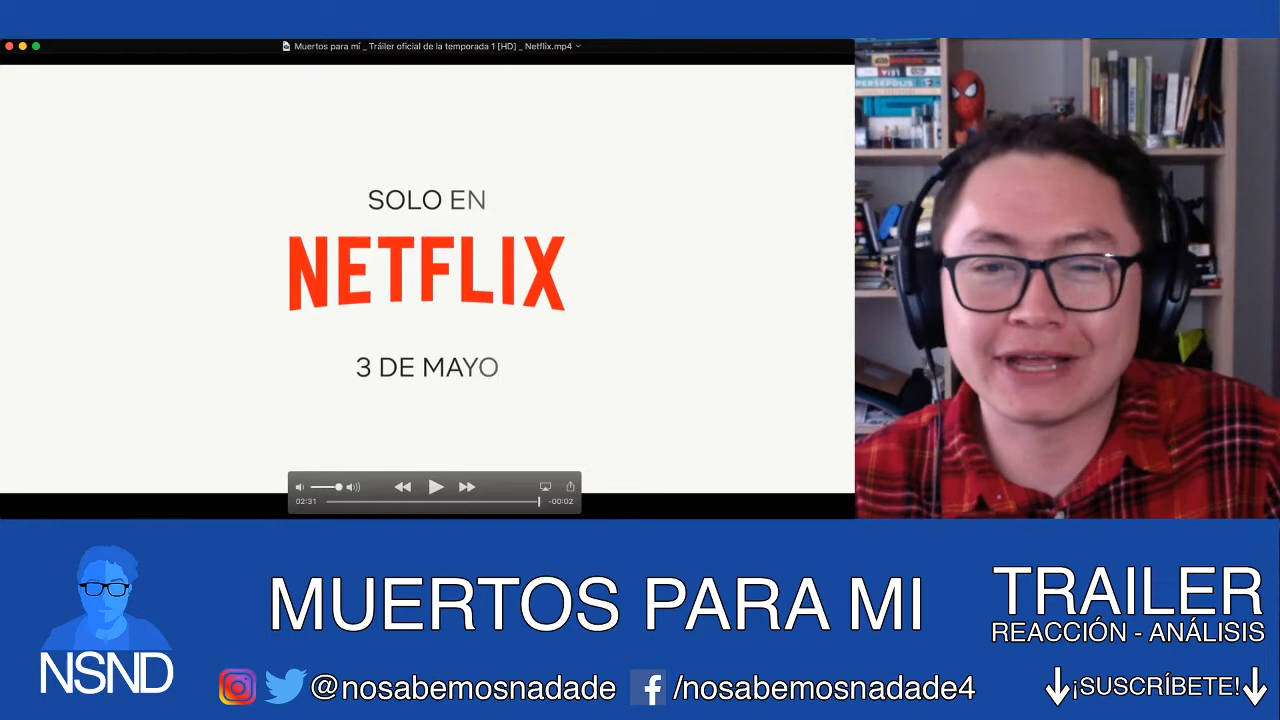 Muertos para mí _ Tráiler oficial de la temporada 1 [HD] _ Netflix.mp4
PERSEPOLIS
SOLO EN
NETFLIX
3 DE MAYO
02:31
-00:02
MUERTOS PARA MI
TRAILER
REACCIÓN - ANÁLISIS
NSND
@nosabemosnadade
/nosabemosnadade4
¡SUSCRÍBETE!